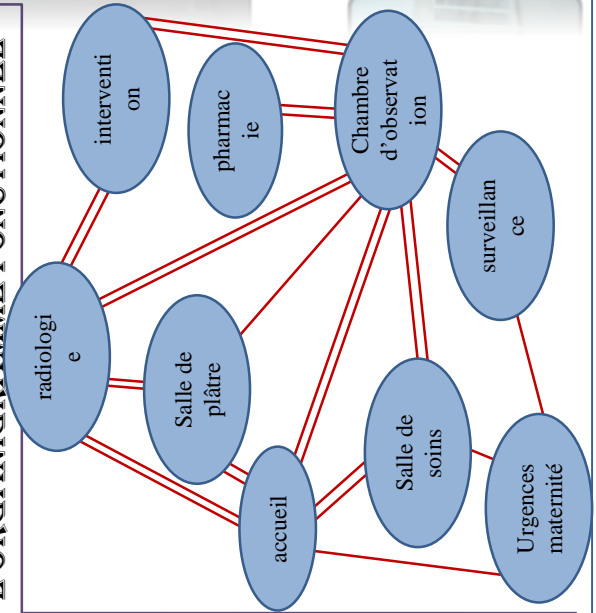 radiologi
e
interventi
on
Salle de
plâtre
pharmac
ie
accueil
Chambre
d'observat
ion
Salle de
soins
surveillan
ce
Urgences
maternité